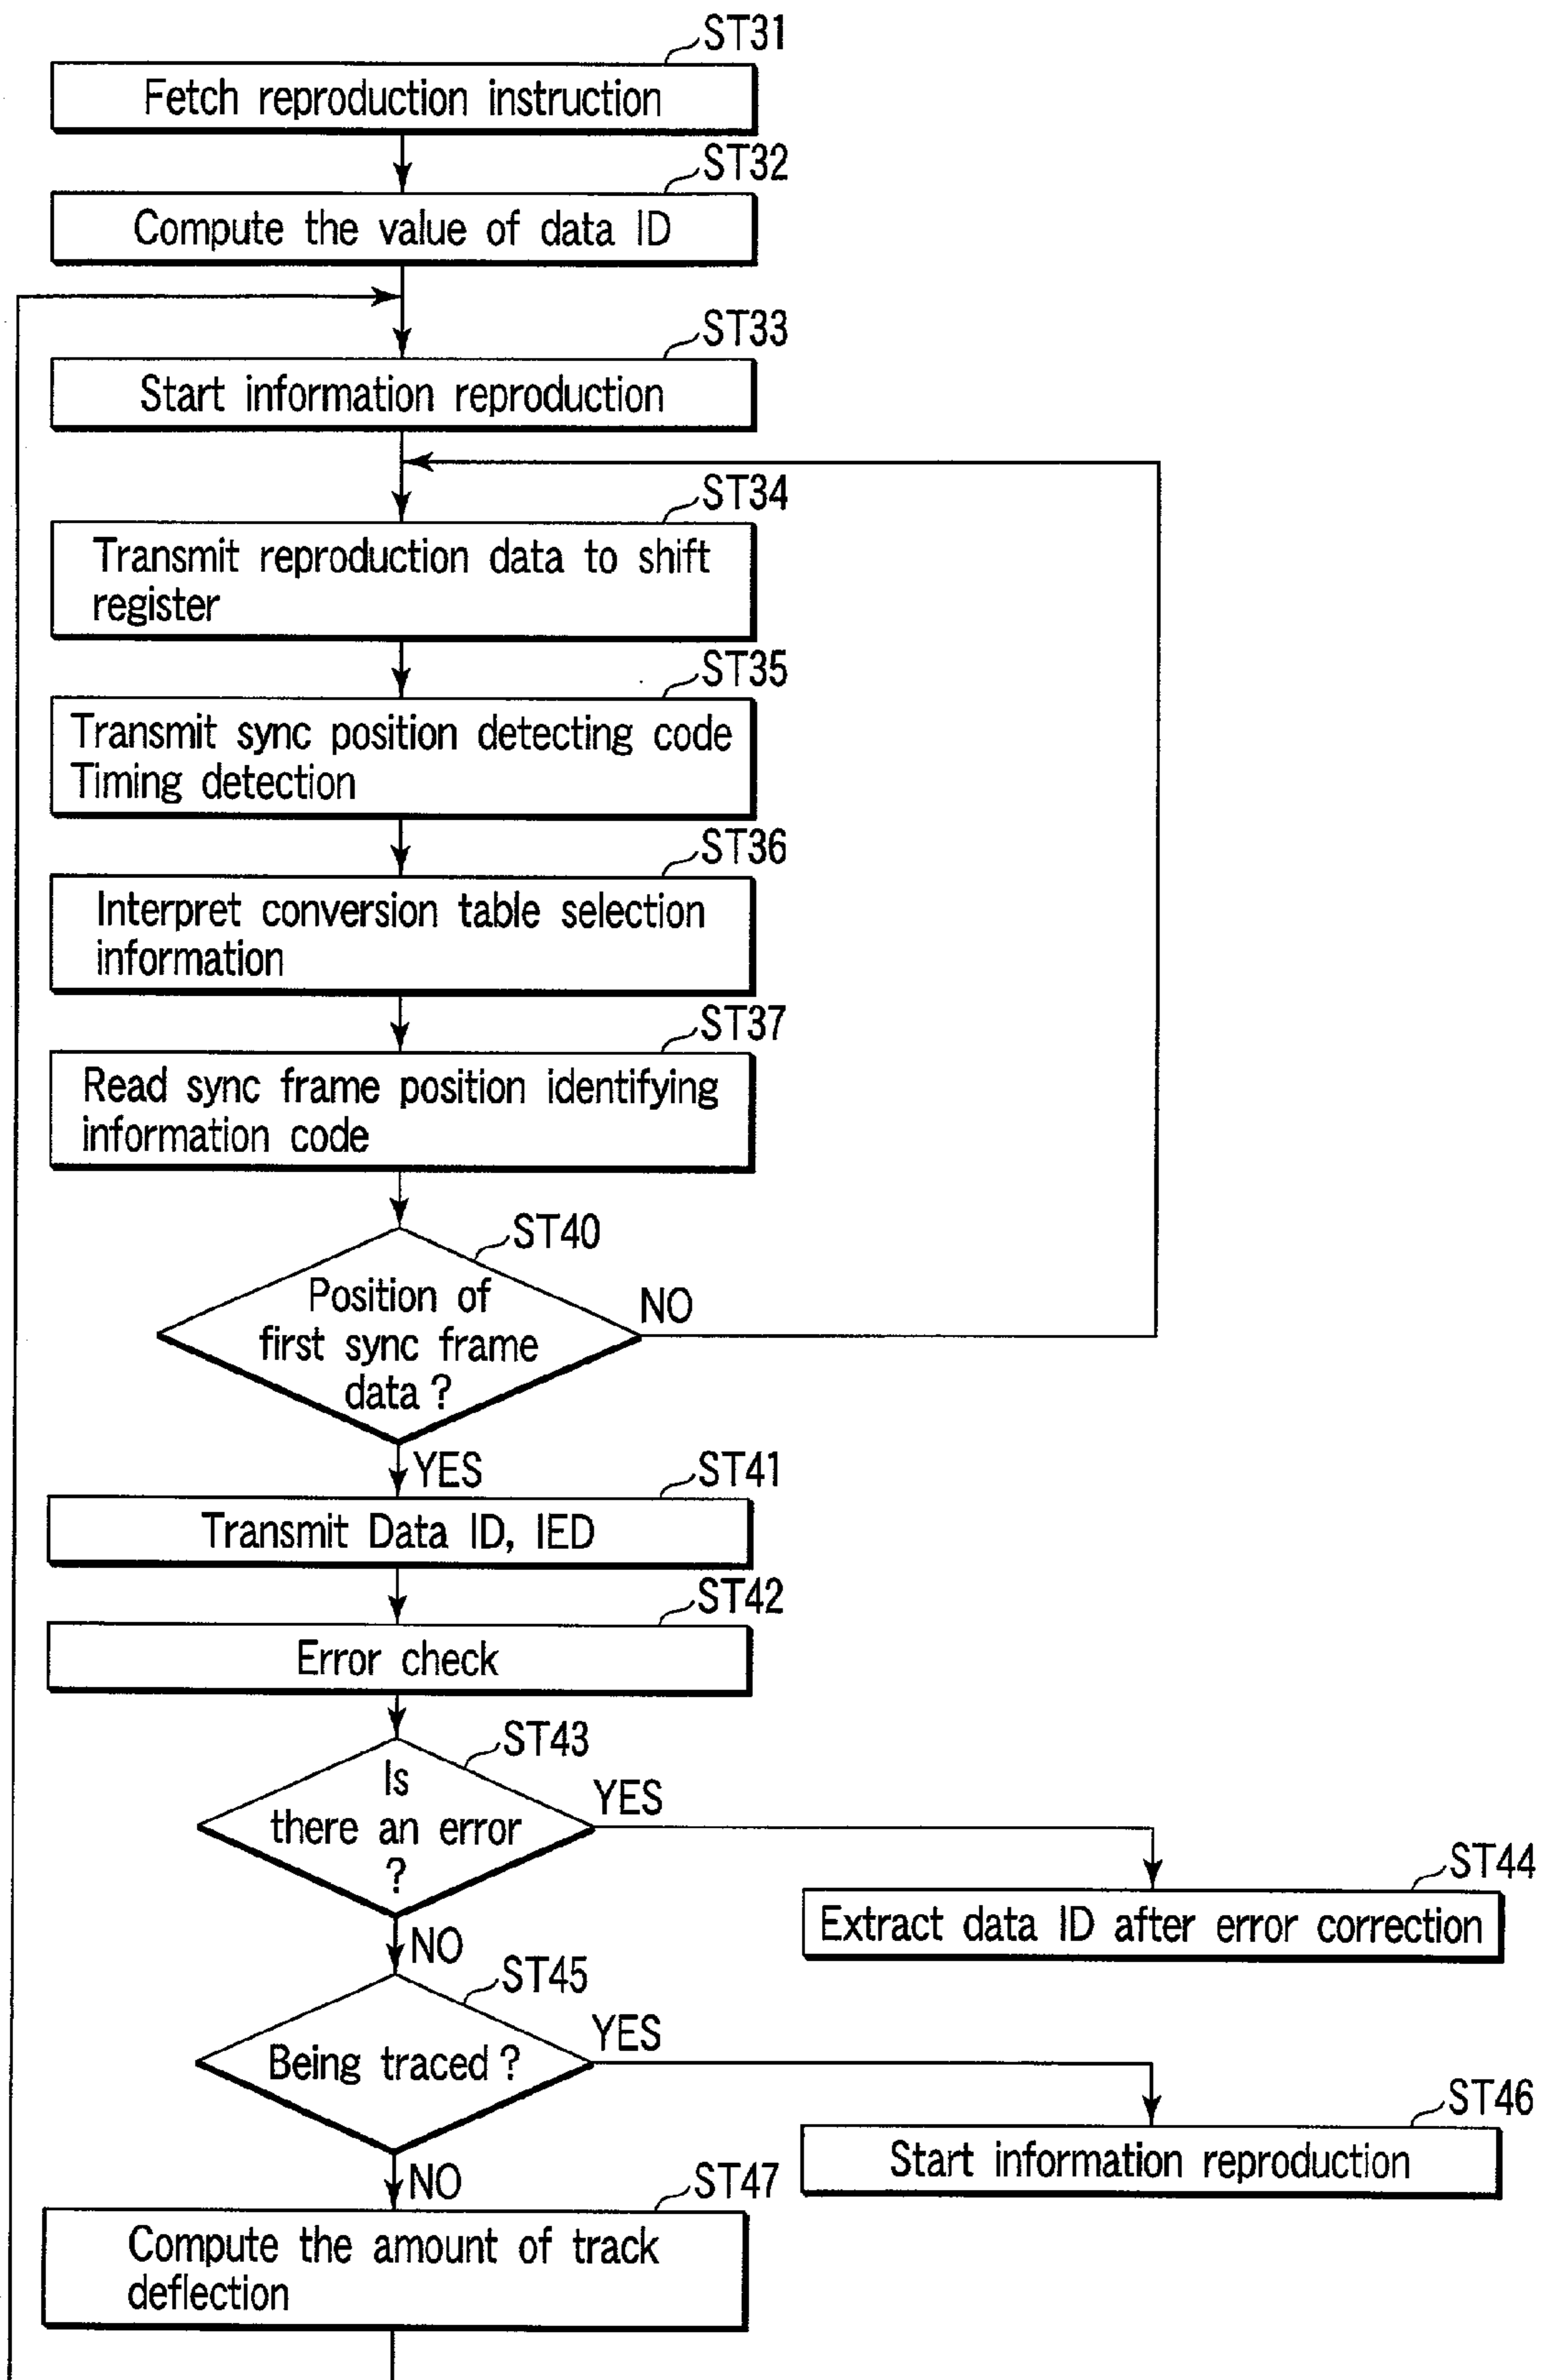 ST31
Fetch reproduction instruction
ST32
Compute the value of data ID
ST33
Start information reproduction
ST34
Transmit reproduction data to shift
register
ST35
Transmit sync position detecting code
Timing detection
ST36
Interpret conversion table selection
information
ST37
Read sync frame position identifying
information code
ST40
Position of
first sync frame
data ?
NO
YES
ST41
Transmit Data ID, IED
ST42
Error check
ST43
Is
there an error
?
YES
ST44
Extract data ID after error correction
NO
ST45
Being traced ?
YES
ST46
Start information reproduction
NO
ST47
Compute the amount of track
deflection